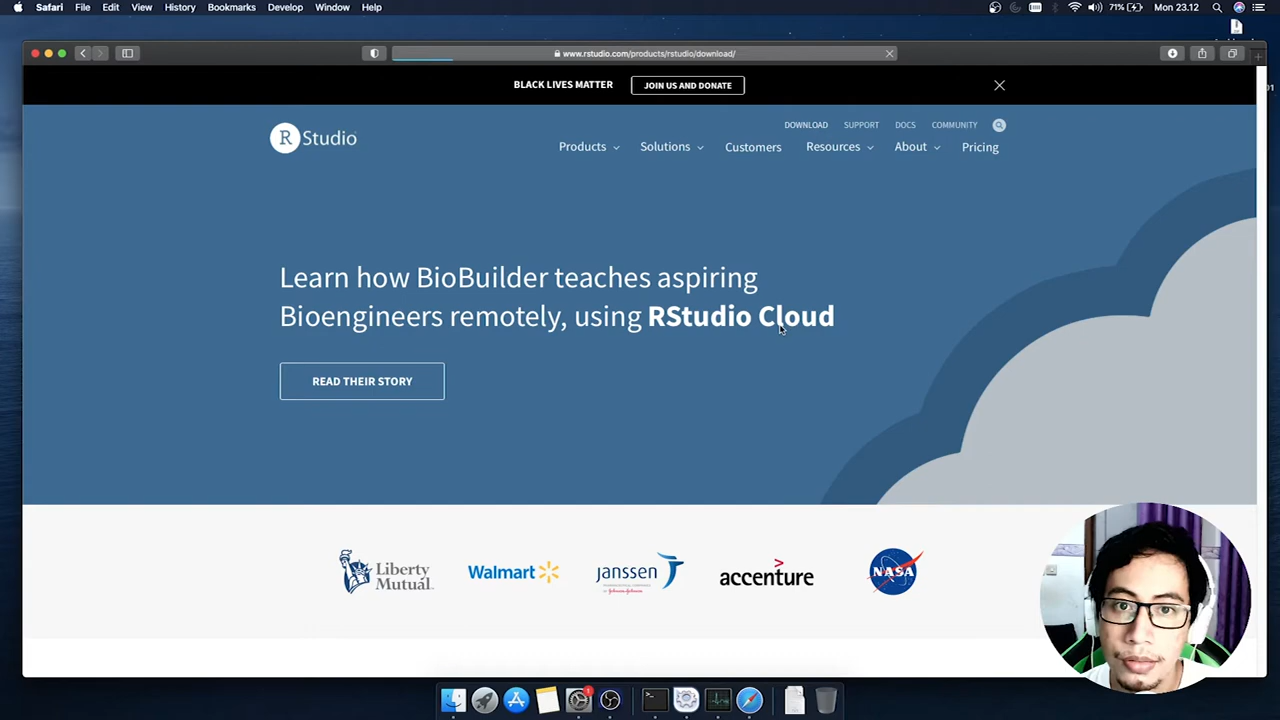 Safari File Edit View History Bookmarks Develop Window Help
71% Mon 23.12
www.rstudio.com/products/rstudio/download/
BLACK LIVES MATTER JOIN US AND DONATE
R Studio
DOWNLOAD SUPPORT DOCS COMMUNITY
Products Solutions Customers Resources About Pricing
Learn how BioBuilder teaches aspiring
Bioengineers remotely, using RStudio Cloud
READ THEIR STORY
Liberty
Mutual
Walmart
janssen
accenture
NASA